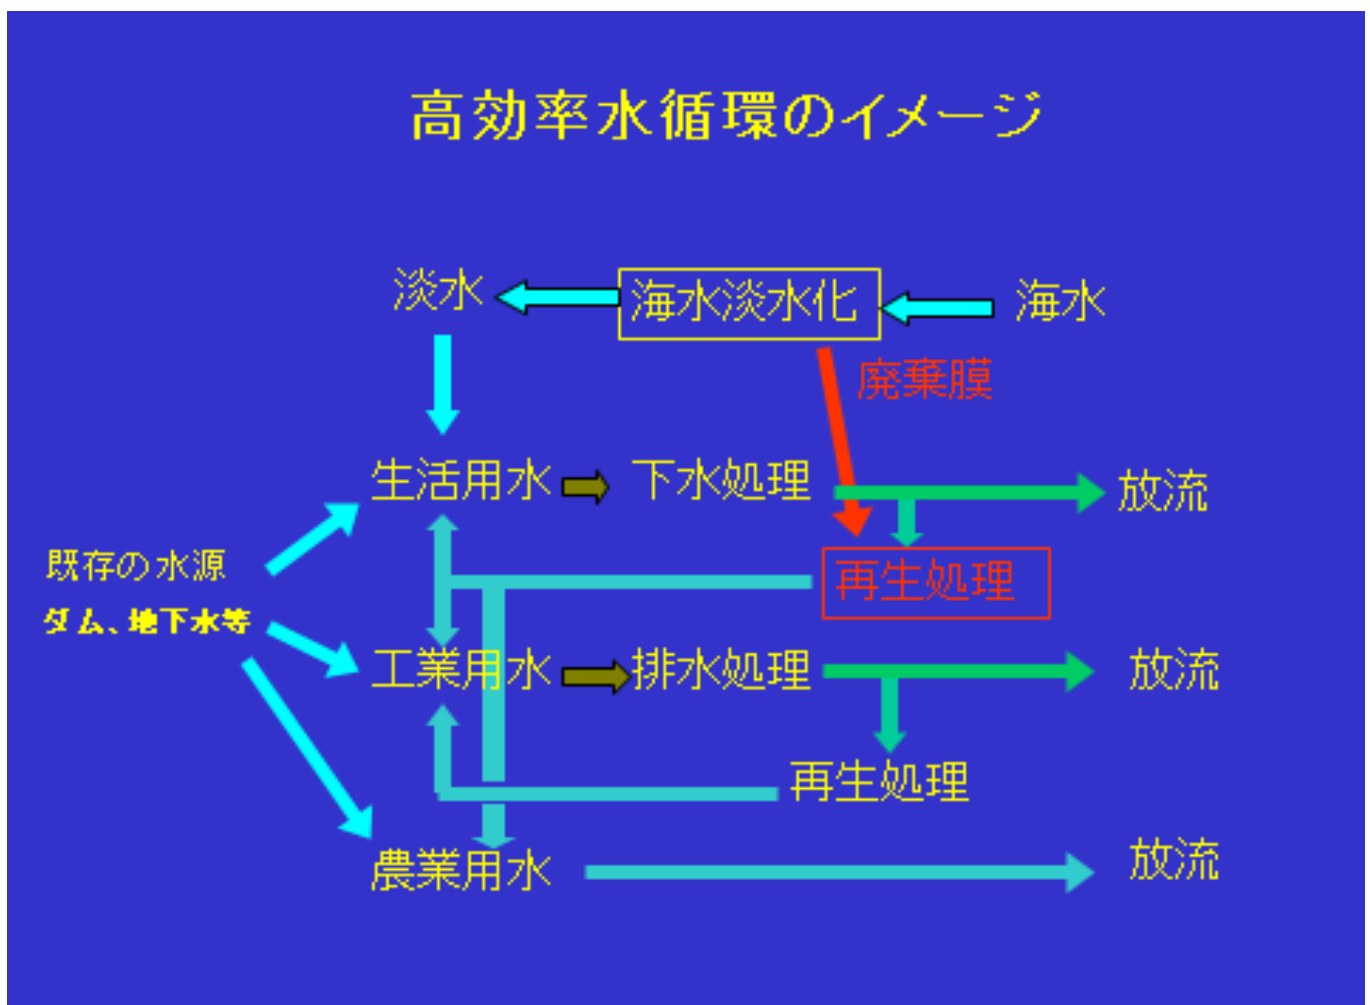 高効率水循環のイメージ
淡水
海水淡水化
海水
廃棄膜
生活用水
下水処理
放流
既存の水源
ダム、地下水等
再生処理
工業用水
排水処理
放流
再生処理
農業用水
放流